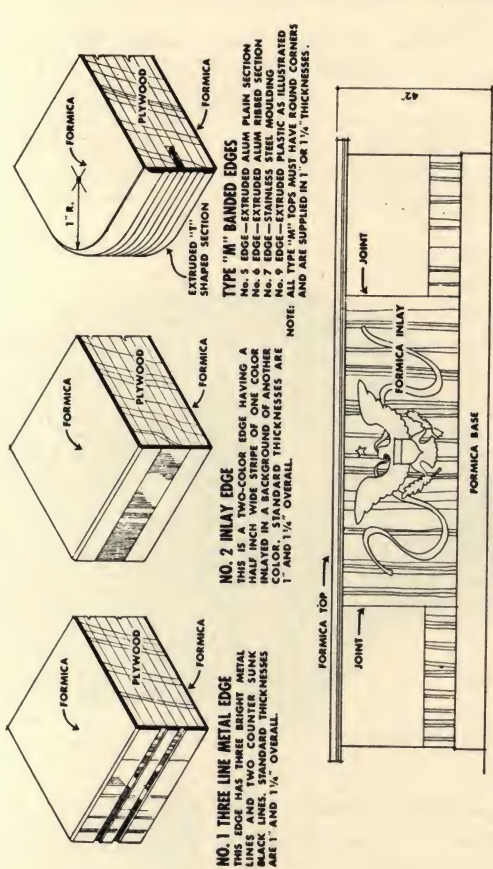 FORMICA
PLYWOOD
FORMICA
NO. 1 THREE LINE METAL EDGE
THIS EDGE HAS THREE BRIGHT METAL
LINES AND TWO COUNTER SUNK
BLACK LINES. STANDARD THICKNESSES
ARE 1" AND 1¼" OVERALL.
FORMICA
PLYWOOD
FORMICA
NO. 2 INLAY EDGE
THIS IS A TWO-COLOR EDGE HAVING A
HALF INCH WIDE STRIPE OF ONE COLOR
INLAYED IN A BACKGROUND OF ANOTHER
COLOR. STANDARD THICKNESSES ARE
1" AND 1¼" OVERALL.
1" R.
FORMICA
PLYWOOD
FORMICA
EXTRUDED "T"
SHAPED SECTION
TYPE "M" BANDED EDGES
No. 5 EDGE—EXTRUDED ALUM PLAIN SECTION
No. 6 EDGE—EXTRUDED ALUM RIBBED SECTION
No. 7 EDGE—STAINLESS STEEL MOULDING
No. 9 EDGE—EXTRUDED PLASTIC AS ILLUSTRATED
NOTE: ALL TYPE "M" TOPS MUST HAVE ROUND CORNERS
AND ARE SUPPLIED IN 1" OR 1¼" THICKNESSES.
FORMICA TOP
JOINT
FORMICA INLAY
JOINT
FORMICA BASE
42"